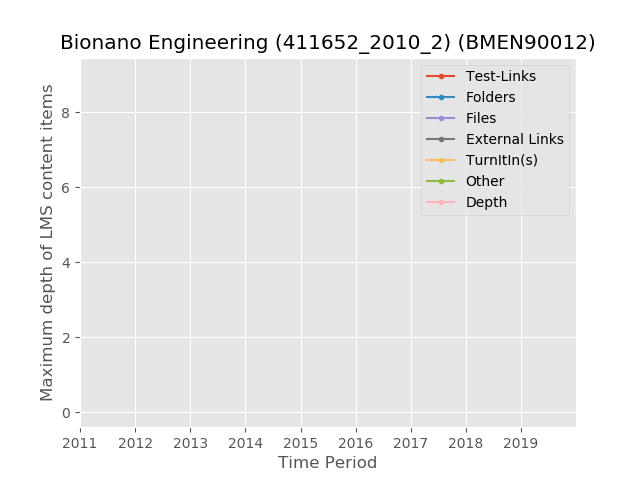 Bionano Engineering (411652_2010_2) (BMEN90012)
Maximum depth of LMS content items
8
6
4
2
0
Test-Links
Folders
Files
External Links
TurnItIn(s)
Other
Depth
2011 2012 2013 2014 2015 2016 2017 2018 2019
Time Period